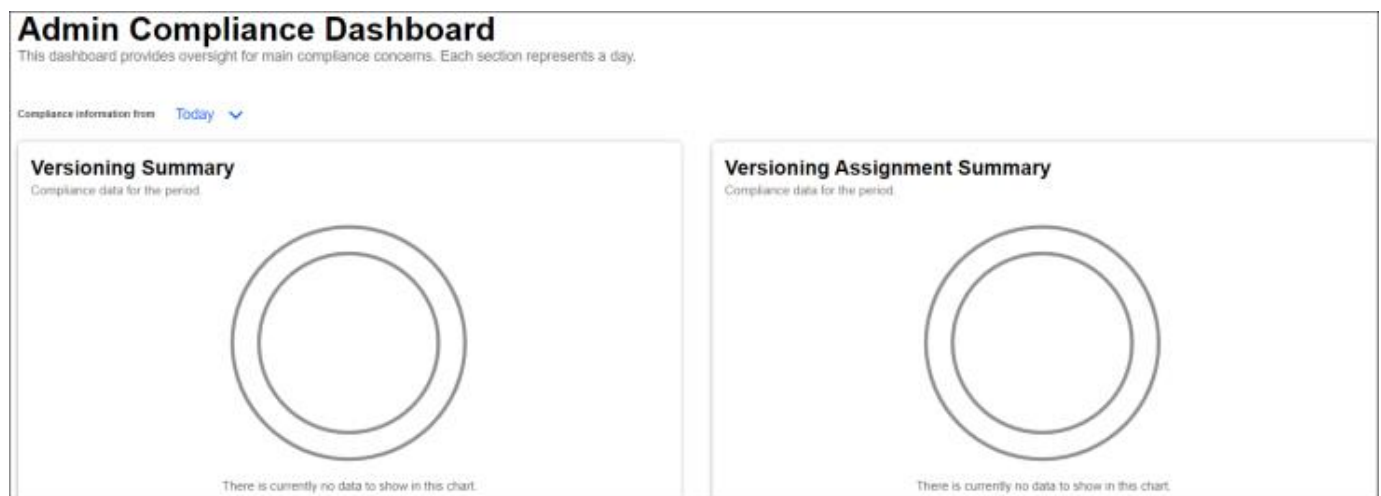 Admin Compliance Dashboard
This dashboard provides oversight for main compliance concerns. Each section represents a day.
Compliance information from Today
Versioning Summary
Compliance data for the period.
There is currently no data to show in this chart.
Versioning Assignment Summary
Compliance data for the period.
There is currently no data to show in this chart.